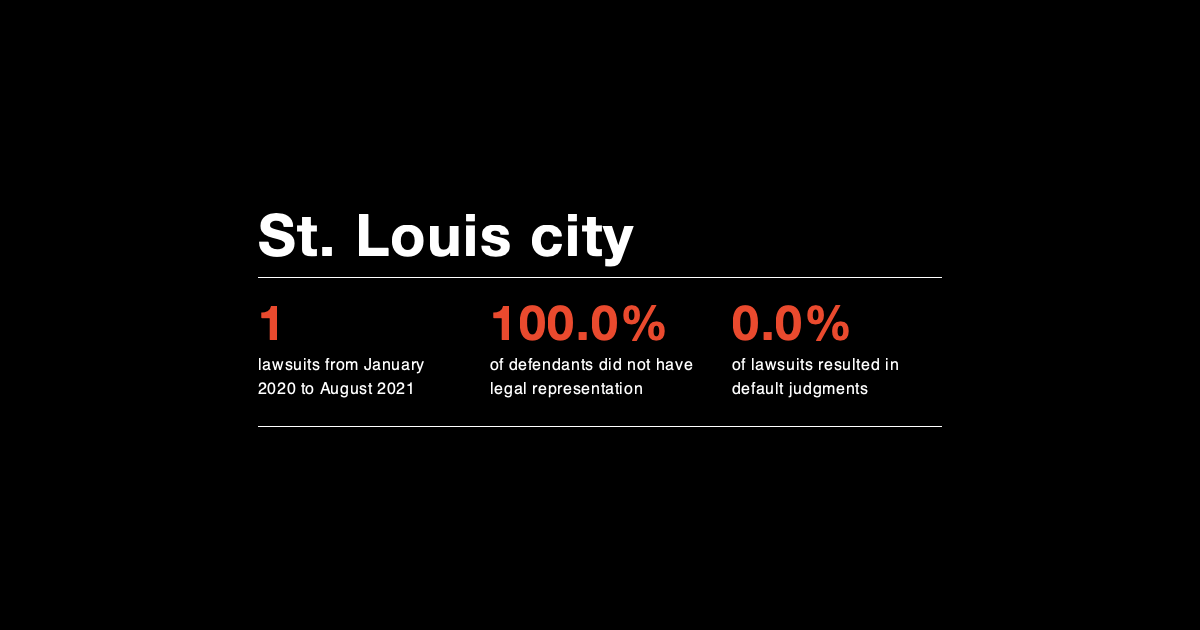 St. Louis city
1
lawsuits from January
2020 to August 2021
100.0%
of defendants did not have
legal representation
0.0%
of lawsuits resulted in
default judgments